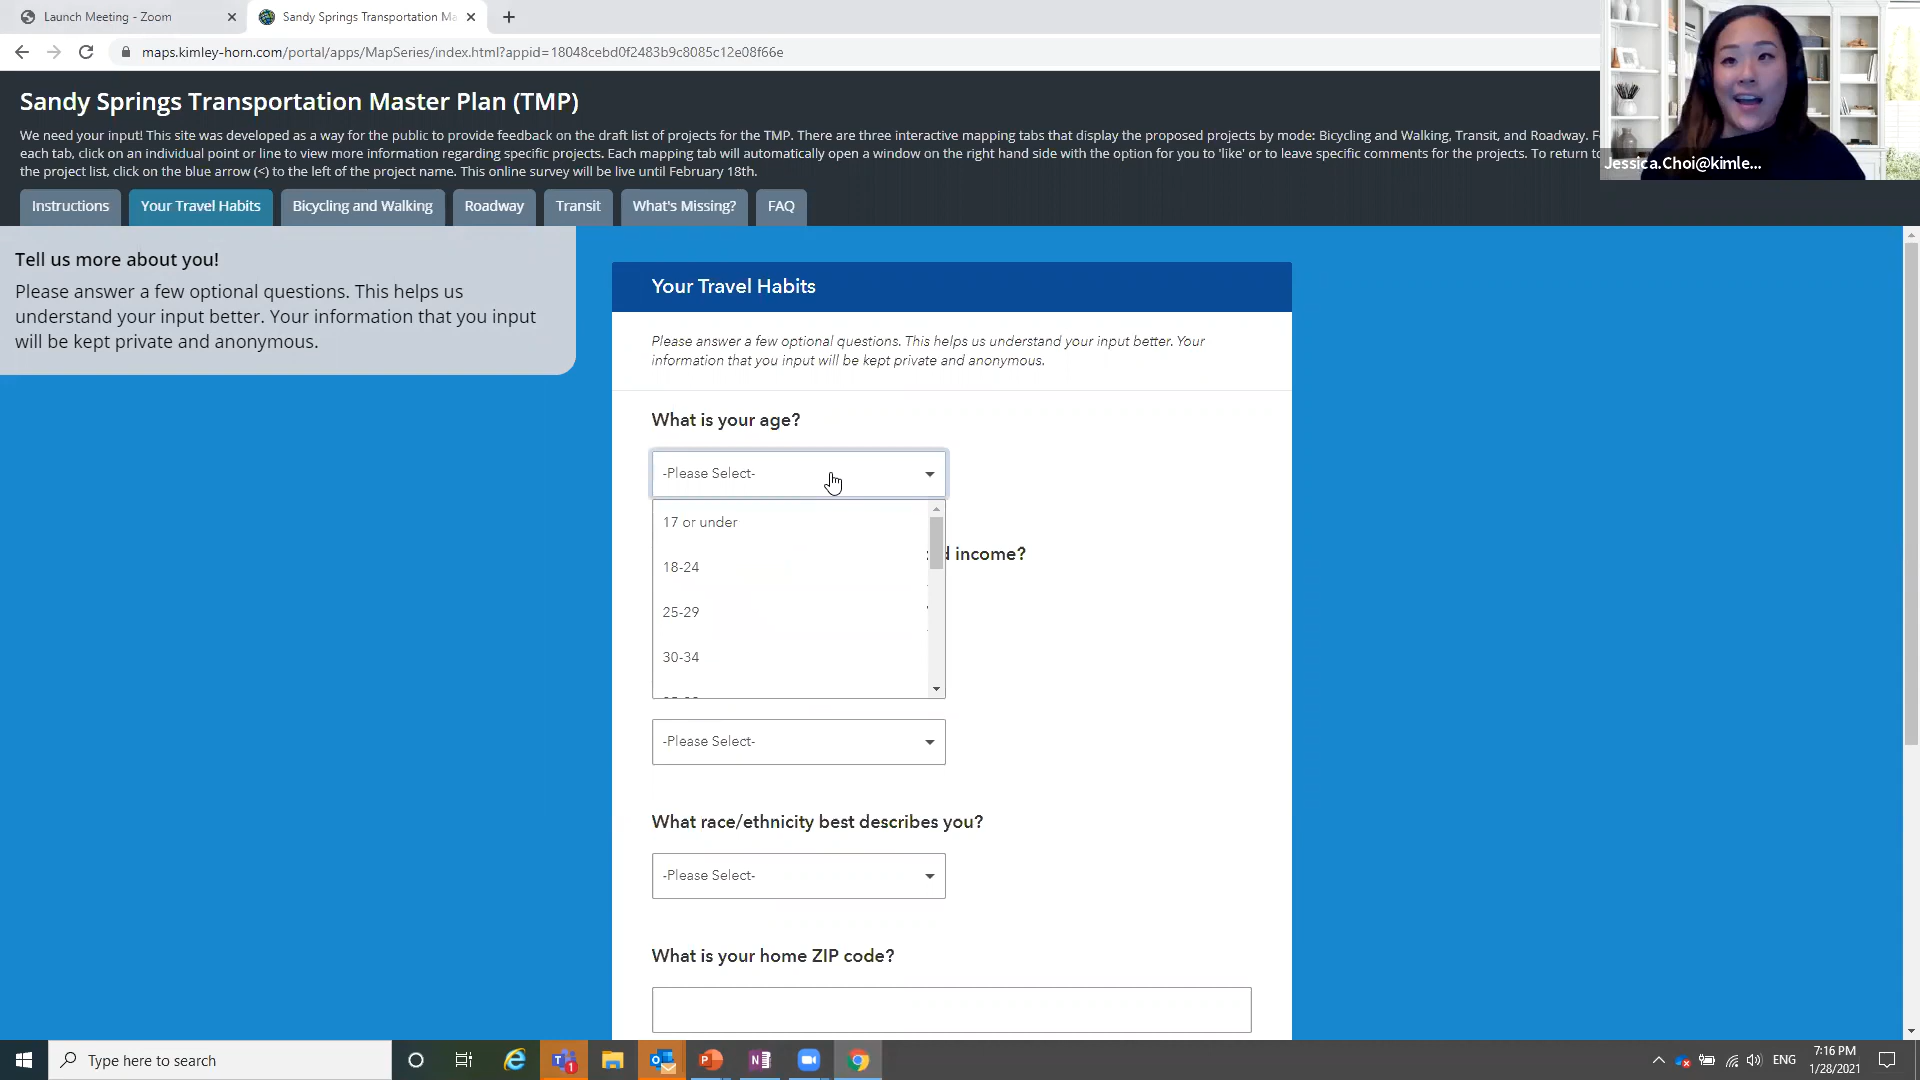 Launch Meeting - Zoom
Sandy Springs Transportation Ma
maps.kimley-horn.com/portal/apps/MapSeries/index.html?appid=18048cebd0f2483b9c8085c12e08f66e
Sandy Springs Transportation Master Plan (TMP)
We need your input! This site was developed as a way for the public to provide feedback on the draft list of projects for the TMP. There are three interactive mapping tabs that display the proposed projects by mode: Bicycling and Walking, Transit, and Roadway.
each tab, click on an individual point or line to view more information regarding specific projects. Each mapping tab will automatically open a window on the right hand side with the option for you to 'like' or to leave specific comments for the projects. To return to
the project list, click on the blue arrow (<) to the left of the project name. This online survey will be live until February 18th.
Jessica.Choi@kimle...
Instructions
Your Travel Habits
Bicycling and Walking
Roadway
Transit
What's Missing?
FAQ
Tell us more about you!
Please answer a few optional questions. This helps us
understand your input better. Your information that you input
will be kept private and anonymous.
Your Travel Habits
Please answer a few optional questions. This helps us understand your input better. Your
information that you input will be kept private and anonymous.
What is your age?
-Please Select-
17 or under
18-24
25-29
30-34
income?
-Please Select-
What race/ethnicity best describes you?
-Please Select-
What is your home ZIP code?
Type here to search
ENG
7:16 PM
1/28/2021